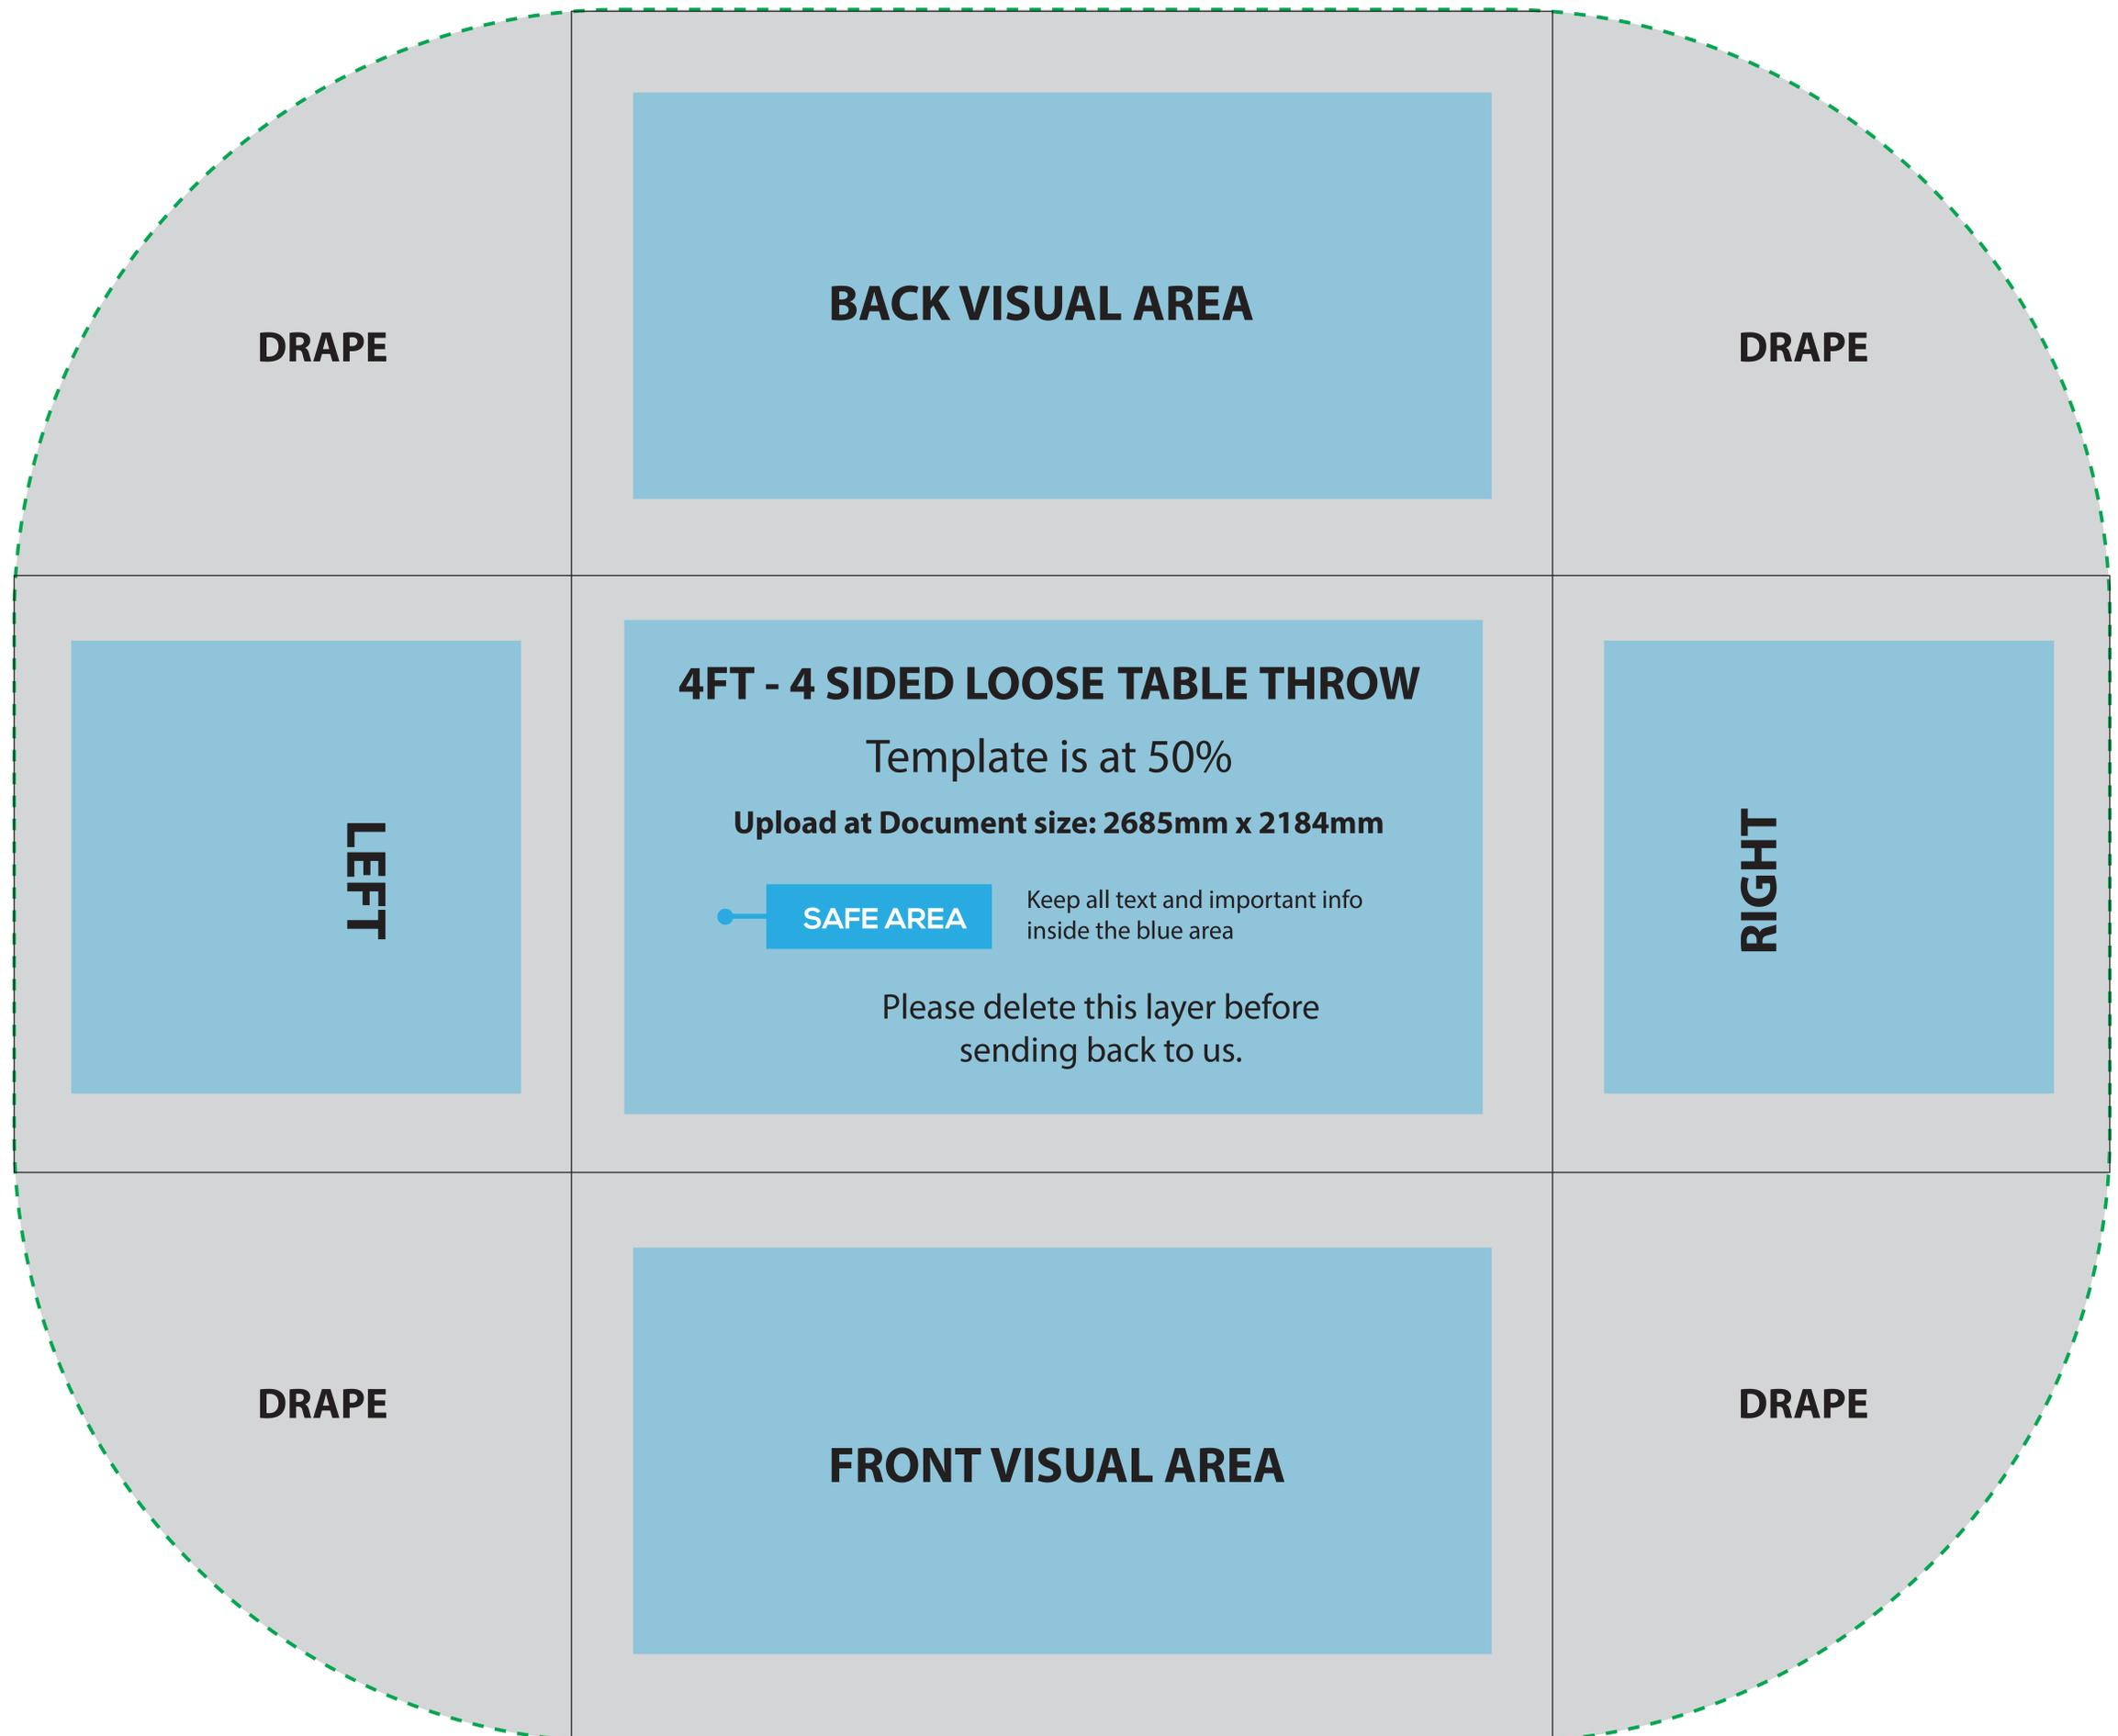 BACK VISUAL AREA
DRAPE
DRAPE
4FT - 4 SIDED LOOSE TABLE THROW
Template is at 50%
Upload at Document size: 2685mm x 2184mm
LEFT
RIGHT
SAFE AREA
Keep all text and important info
inside the blue area
Please delete this layer before
sending back to us.
DRAPE
DRAPE
FRONT VISUAL AREA